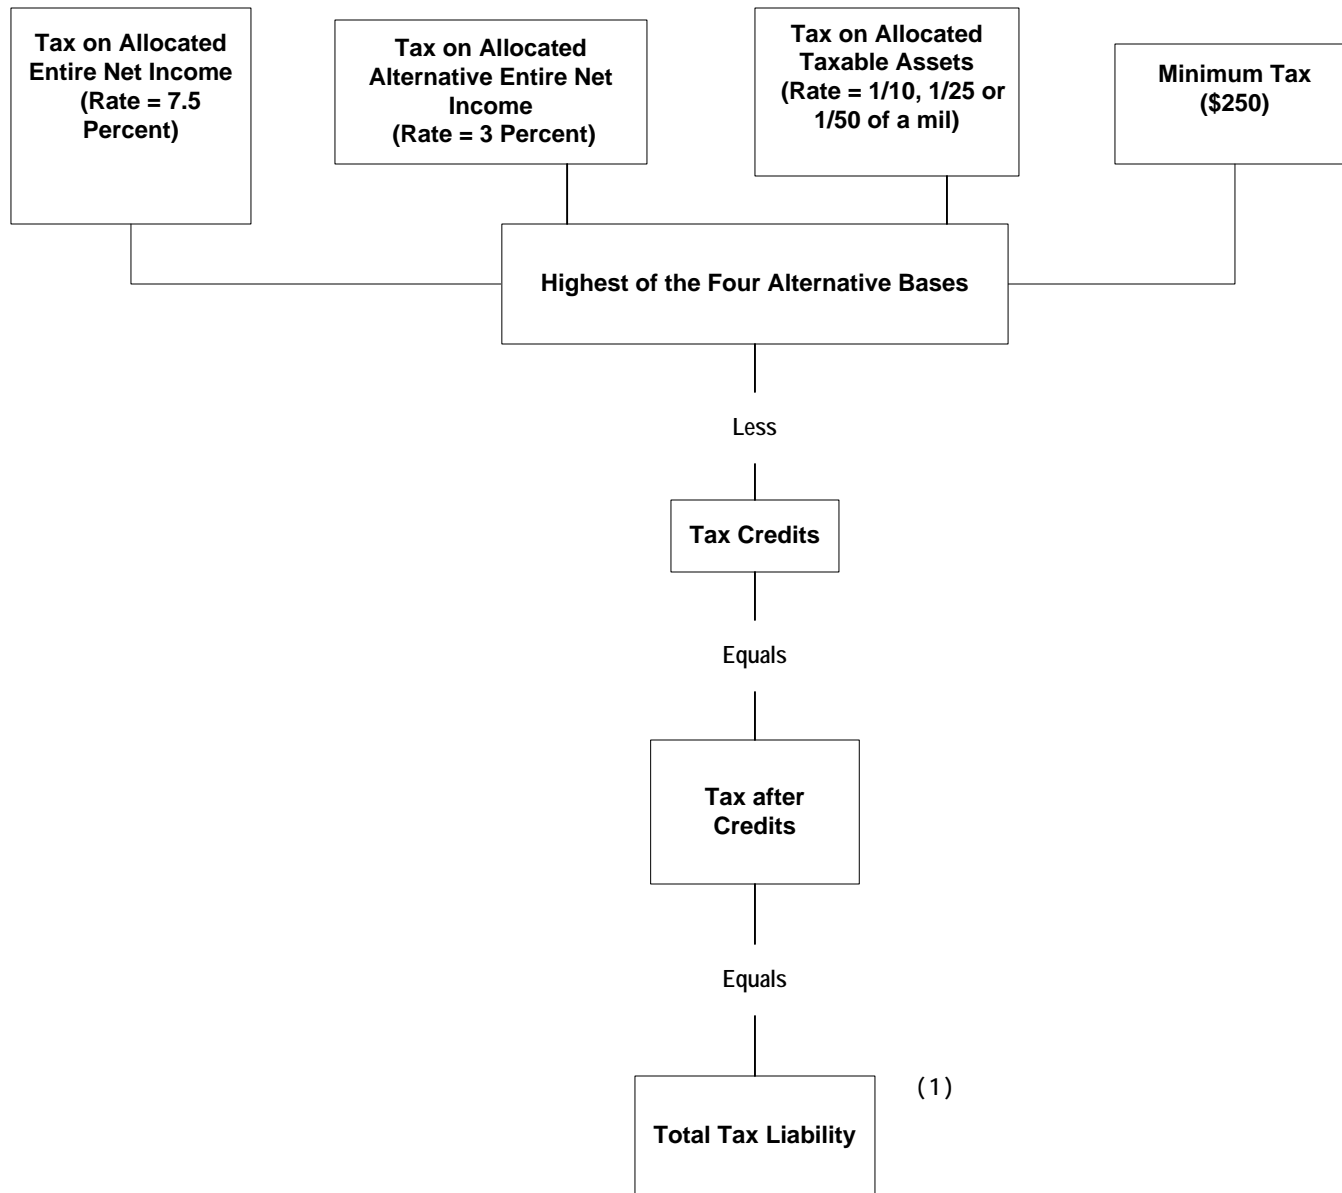 Tax on Allocated
Entire Net Income
(Rate = 7.5
Percent)
Tax on Allocated
Alternative Entire Net
Income
(Rate = 3 Percent)
Tax on Allocated
Taxable Assets
(Rate = 1/10, 1/25 or
1/50 of a mil)
Minimum Tax
($250)
Highest of the Four Alternative Bases
Less
Tax Credits
Equals
Tax after
Credits
Equals
(1)
Total Tax Liability